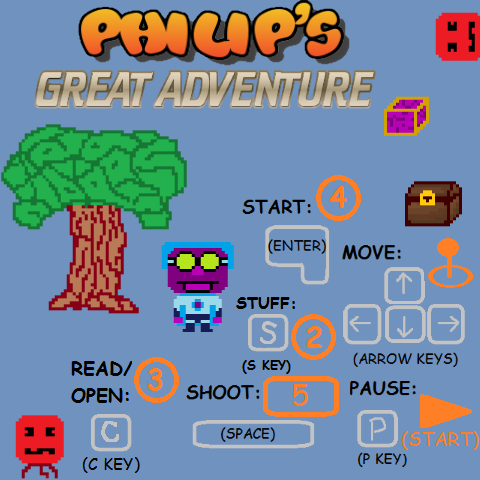 PHILIP'S
GREAT ADVENTURE
START: 4
(ENTER)
MOVE:
STUFF:
S 2
(S KEY)
(ARROW KEYS)
READ/
OPEN: 3
SHOOT: 5
PAUSE:
C
(C KEY)
(SPACE)
P
(START)
(P KEY)